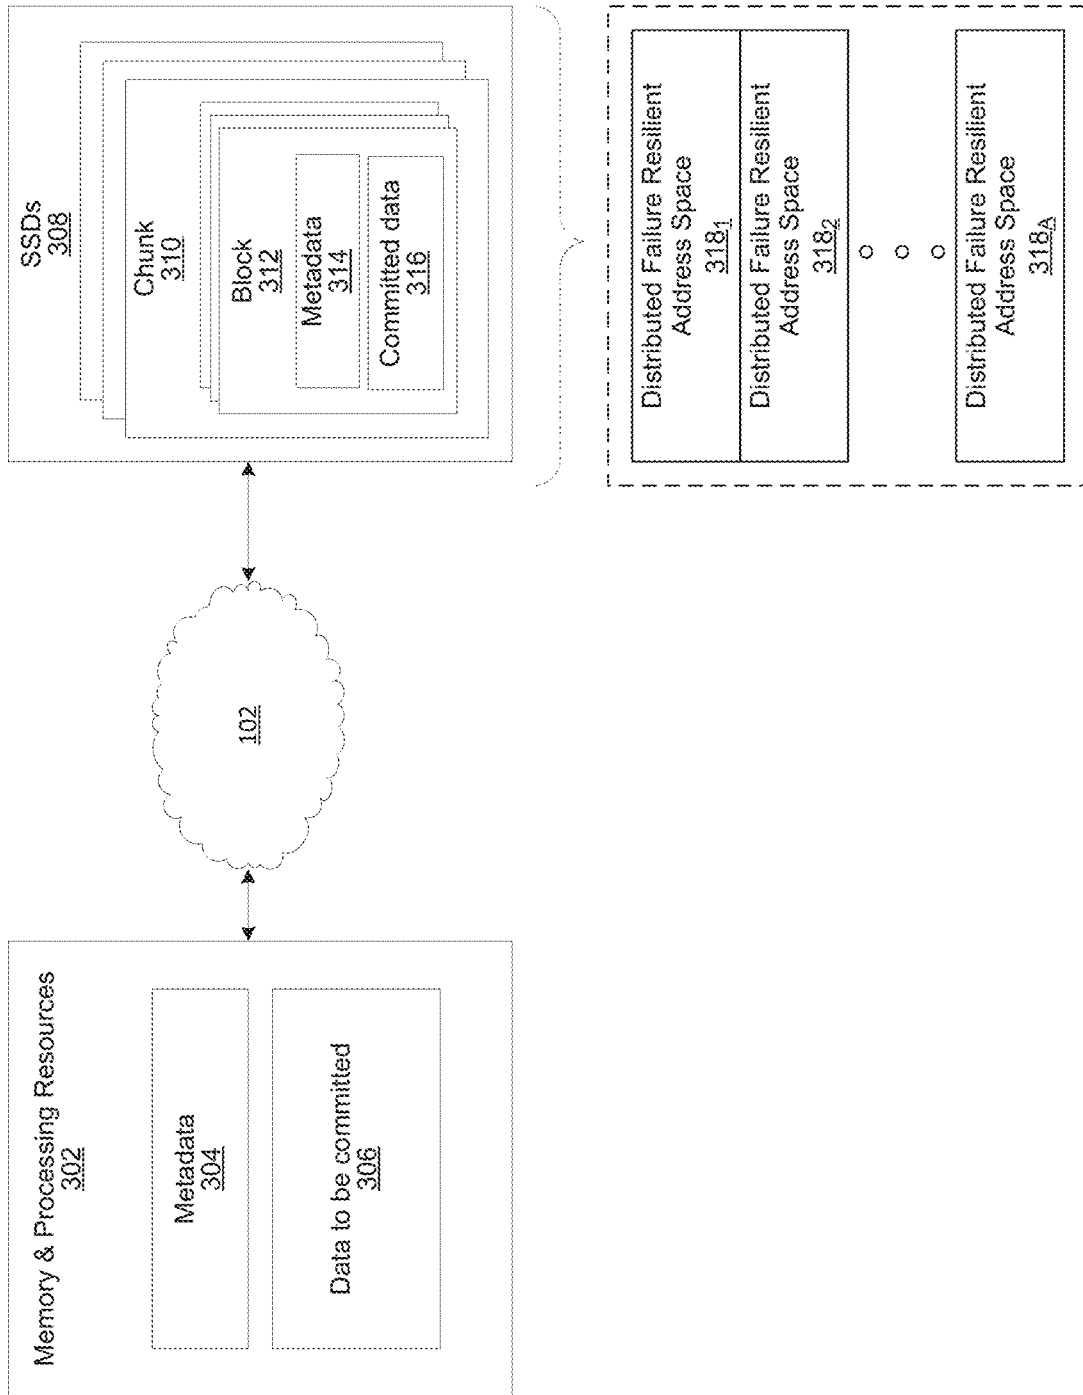 Memory & Processing Resources
302
Metadata
304
Data to be committed
306
102
SSDs
308
Chunk
310
Block
312
Metadata
314
Committed data
316
Distributed Failure Resilient
Address Space
318₁
Distributed Failure Resilient
Address Space
318₂
Distributed Failure Resilient
Address Space
318A